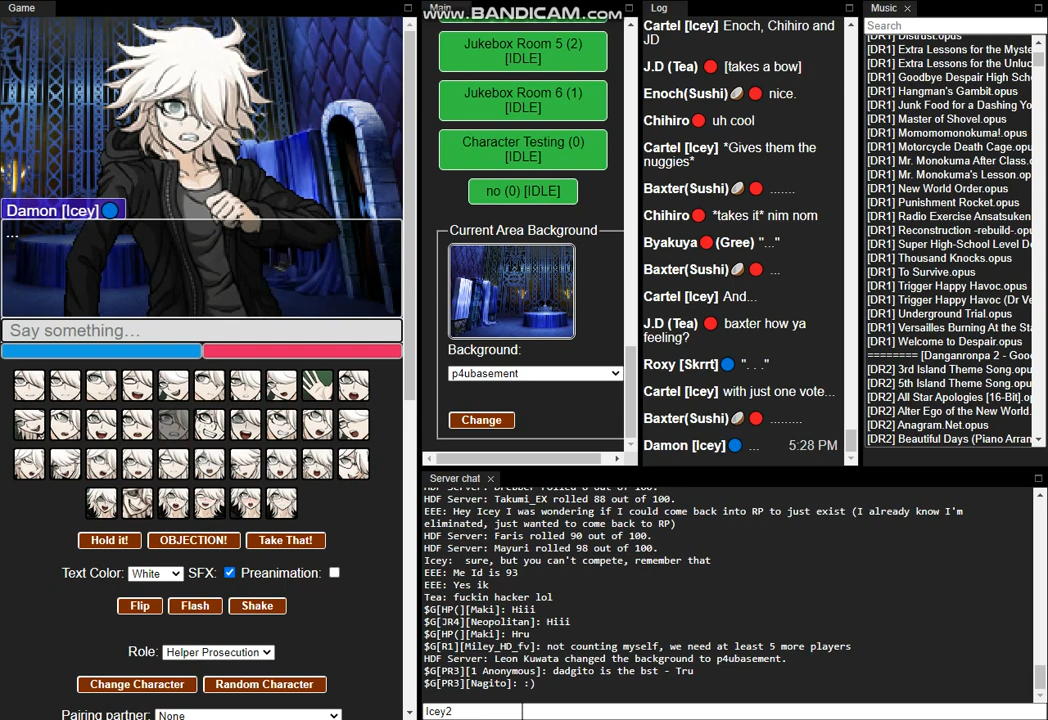 Game
Damon [Icey]
...
Say something…
Hold it!
OBJECTION!
Take That!
Text Color:
White
SFX:
Preanimation:
Flip
Flash
Shake
Role:
Helper Prosecution
Change Character
Random Character
Pairing partner:
None
Main
www.BANDICAM.com
Jukebox Room 5 (2)
[IDLE]
Jukebox Room 6 (1)
[IDLE]
Character Testing (0)
[IDLE]
no (0) [IDLE]
Current Area Background
Background:
p4ubasement
Change
Log
Cartel [Icey] Enoch, Chihiro and
JD
J.D (Tea) [takes a bow]
Enoch(Sushi) nice.
Chihiro uh cool
Cartel [Icey] *Gives them the
nuggies*
Baxter(Sushi) .......
Chihiro *takes it* nim nom
Byakuya (Gree) "..."
Baxter(Sushi) ...
Cartel [Icey] And...
J.D (Tea) baxter how ya
feeling?
Roxy [Skrrt] ". . ."
Cartel [Icey] with just one vote...
Baxter(Sushi) .........
Damon [Icey] ... 5:28 PM
Music
Search
[DR1] Distrust.opus
[DR1] Extra Lessons for the Myste
[DR1] Extra Lessons for the Unluc
[DR1] Goodbye Despair High Sch
[DR1] Hangman's Gambit.opus
[DR1] Junk Food for a Dashing Yo
[DR1] Master of Shovel.opus
[DR1] Momomomonokuma!.opus
[DR1] Motorcycle Death Cage.opu
[DR1] Mr. Monokuma After Class.o
[DR1] Mr. Monokuma's Lesson.op
[DR1] New World Order.opus
[DR1] Punishment Rocket.opus
[DR1] Radio Exercise Ansatsuken
[DR1] Reconstruction -rebuild-.opu
[DR1] Super High-School Level De
[DR1] Thousand Knocks.opus
[DR1] To Survive.opus
[DR1] Trigger Happy Havoc.opus
[DR1] Trigger Happy Havoc (Dr Ve
[DR1] Underground Trial.opus
[DR1] Versailles Burning At the Sta
[DR1] Welcome to Despair.opus
======== [Danganronpa 2 - Goo
[DR2] 3rd Island Theme Song.opu
[DR2] 5th Island Theme Song.opu
[DR2] All Star Apologies [16-Bit].op
[DR2] Alter Ego of the New World.
[DR2] Anagram.Net.opus
[DR2] Beautiful Days (Piano Arran
Server chat
HDF Server: Takumi_EX rolled 88 out of 100.
EEE: Hey Icey I was wondering if I could come back into RP to just exist (I already know I'm
eliminated, just wanted to come back to RP)
HDF Server: Faris rolled 90 out of 100.
HDF Server: Mayuri rolled 98 out of 100.
Icey: sure, but you can't compete, remember that
EEE: Me Id is 93
EEE: Yes ik
Tea: fuckin hacker lol
$G[HP(][Maki]: Hiii
$G[JR4][Neopolitan]: Hiii
$G[HP(][Maki]: Hru
$G[R1][Miley_HD_fv]: not counting myself, we need at least 5 more players
HDF Server: Leon Kuwata changed the background to p4ubasement.
$G[PR3][1 Anonymous]: dadgito is the bst - Tru
$G[PR3][Nagito]: :)
Icey2